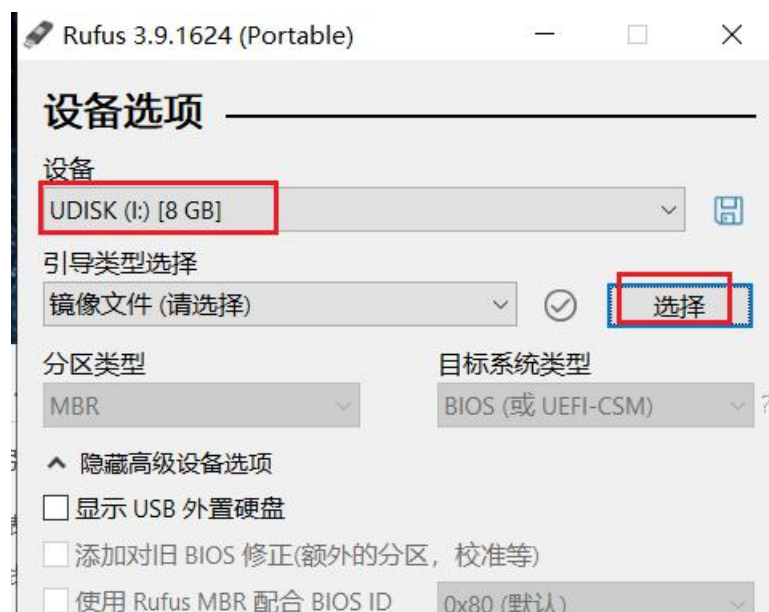 Rufus 3.9.1624 (Portable)
设备选项
设备
UDISK (I:) [8 GB]
引导类型选择
镜像文件 (请选择)
选择
分区类型
目标系统类型
MBR
BIOS (或 UEFI-CSM)
?
隐藏高级设备选项
显示 USB 外置硬盘
添加对旧 BIOS 修正(额外的分区，校准等)
使用 Rufus MBR 配合 BIOS ID
0x80 (默认)